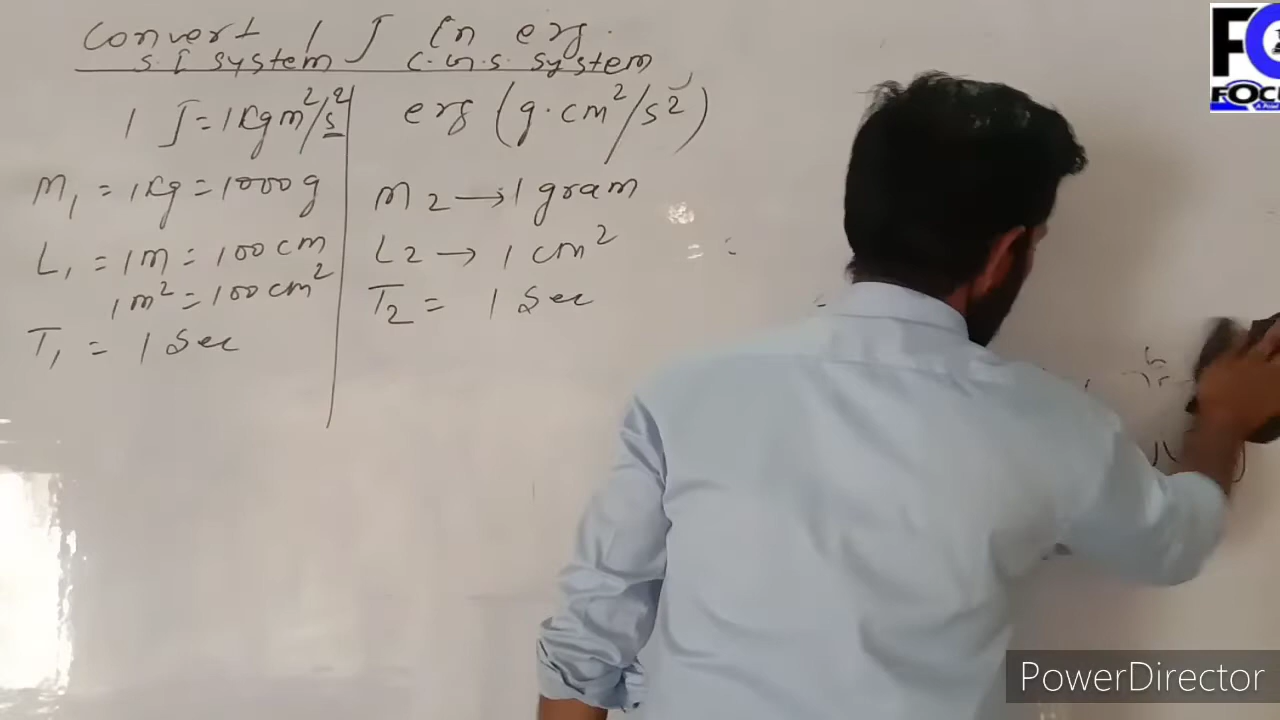 Convert 1 J in erg.
S.I system C.G.S. system
1 J = 1Kgm²/s² erg (g.cm²/s²)
M₁ = 1Kg = 1000 g M2 → 1 gram
L₁ = 1m = 100 cm L2 → 1 cm²
1m² = 100 cm²
T₁ = 1 Sec T2 = 1 Sec
FOCU
PowerDirector